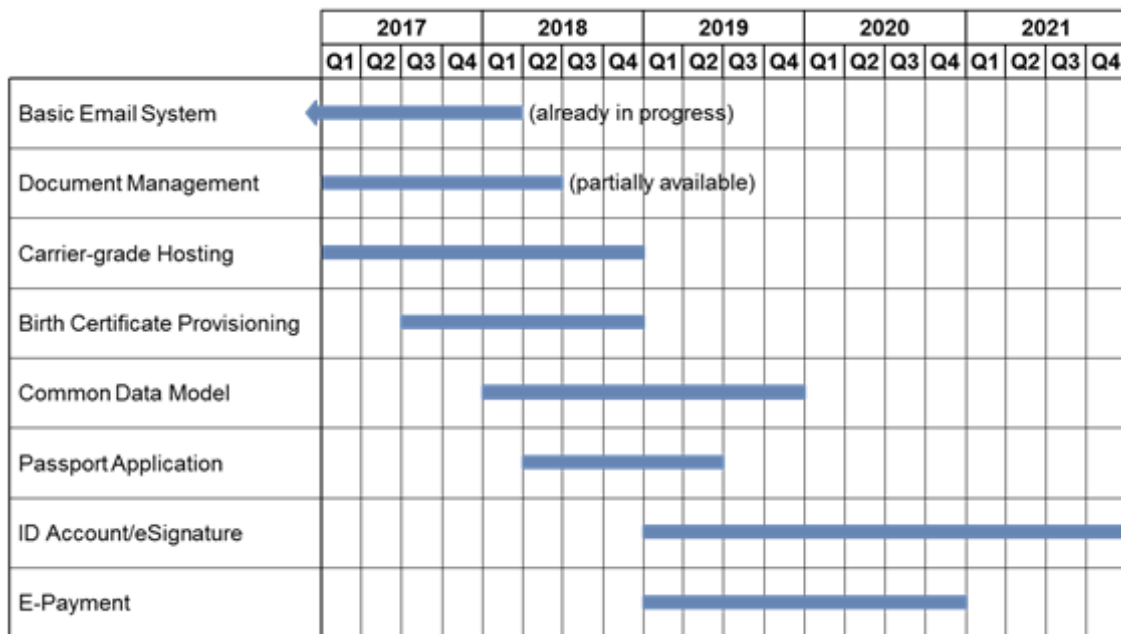 2017 2018 2019 2020 2021
Q1 Q2 Q3 Q4 Q1 Q2 Q3 Q4 Q1 Q2 Q3 Q4 Q1 Q2 Q3 Q4 Q1 Q2 Q3 Q4
Basic Email System (already in progress)
Document Management (partially available)
Carrier-grade Hosting
Birth Certificate Provisioning
Common Data Model
Passport Application
ID Account/eSignature
E-Payment